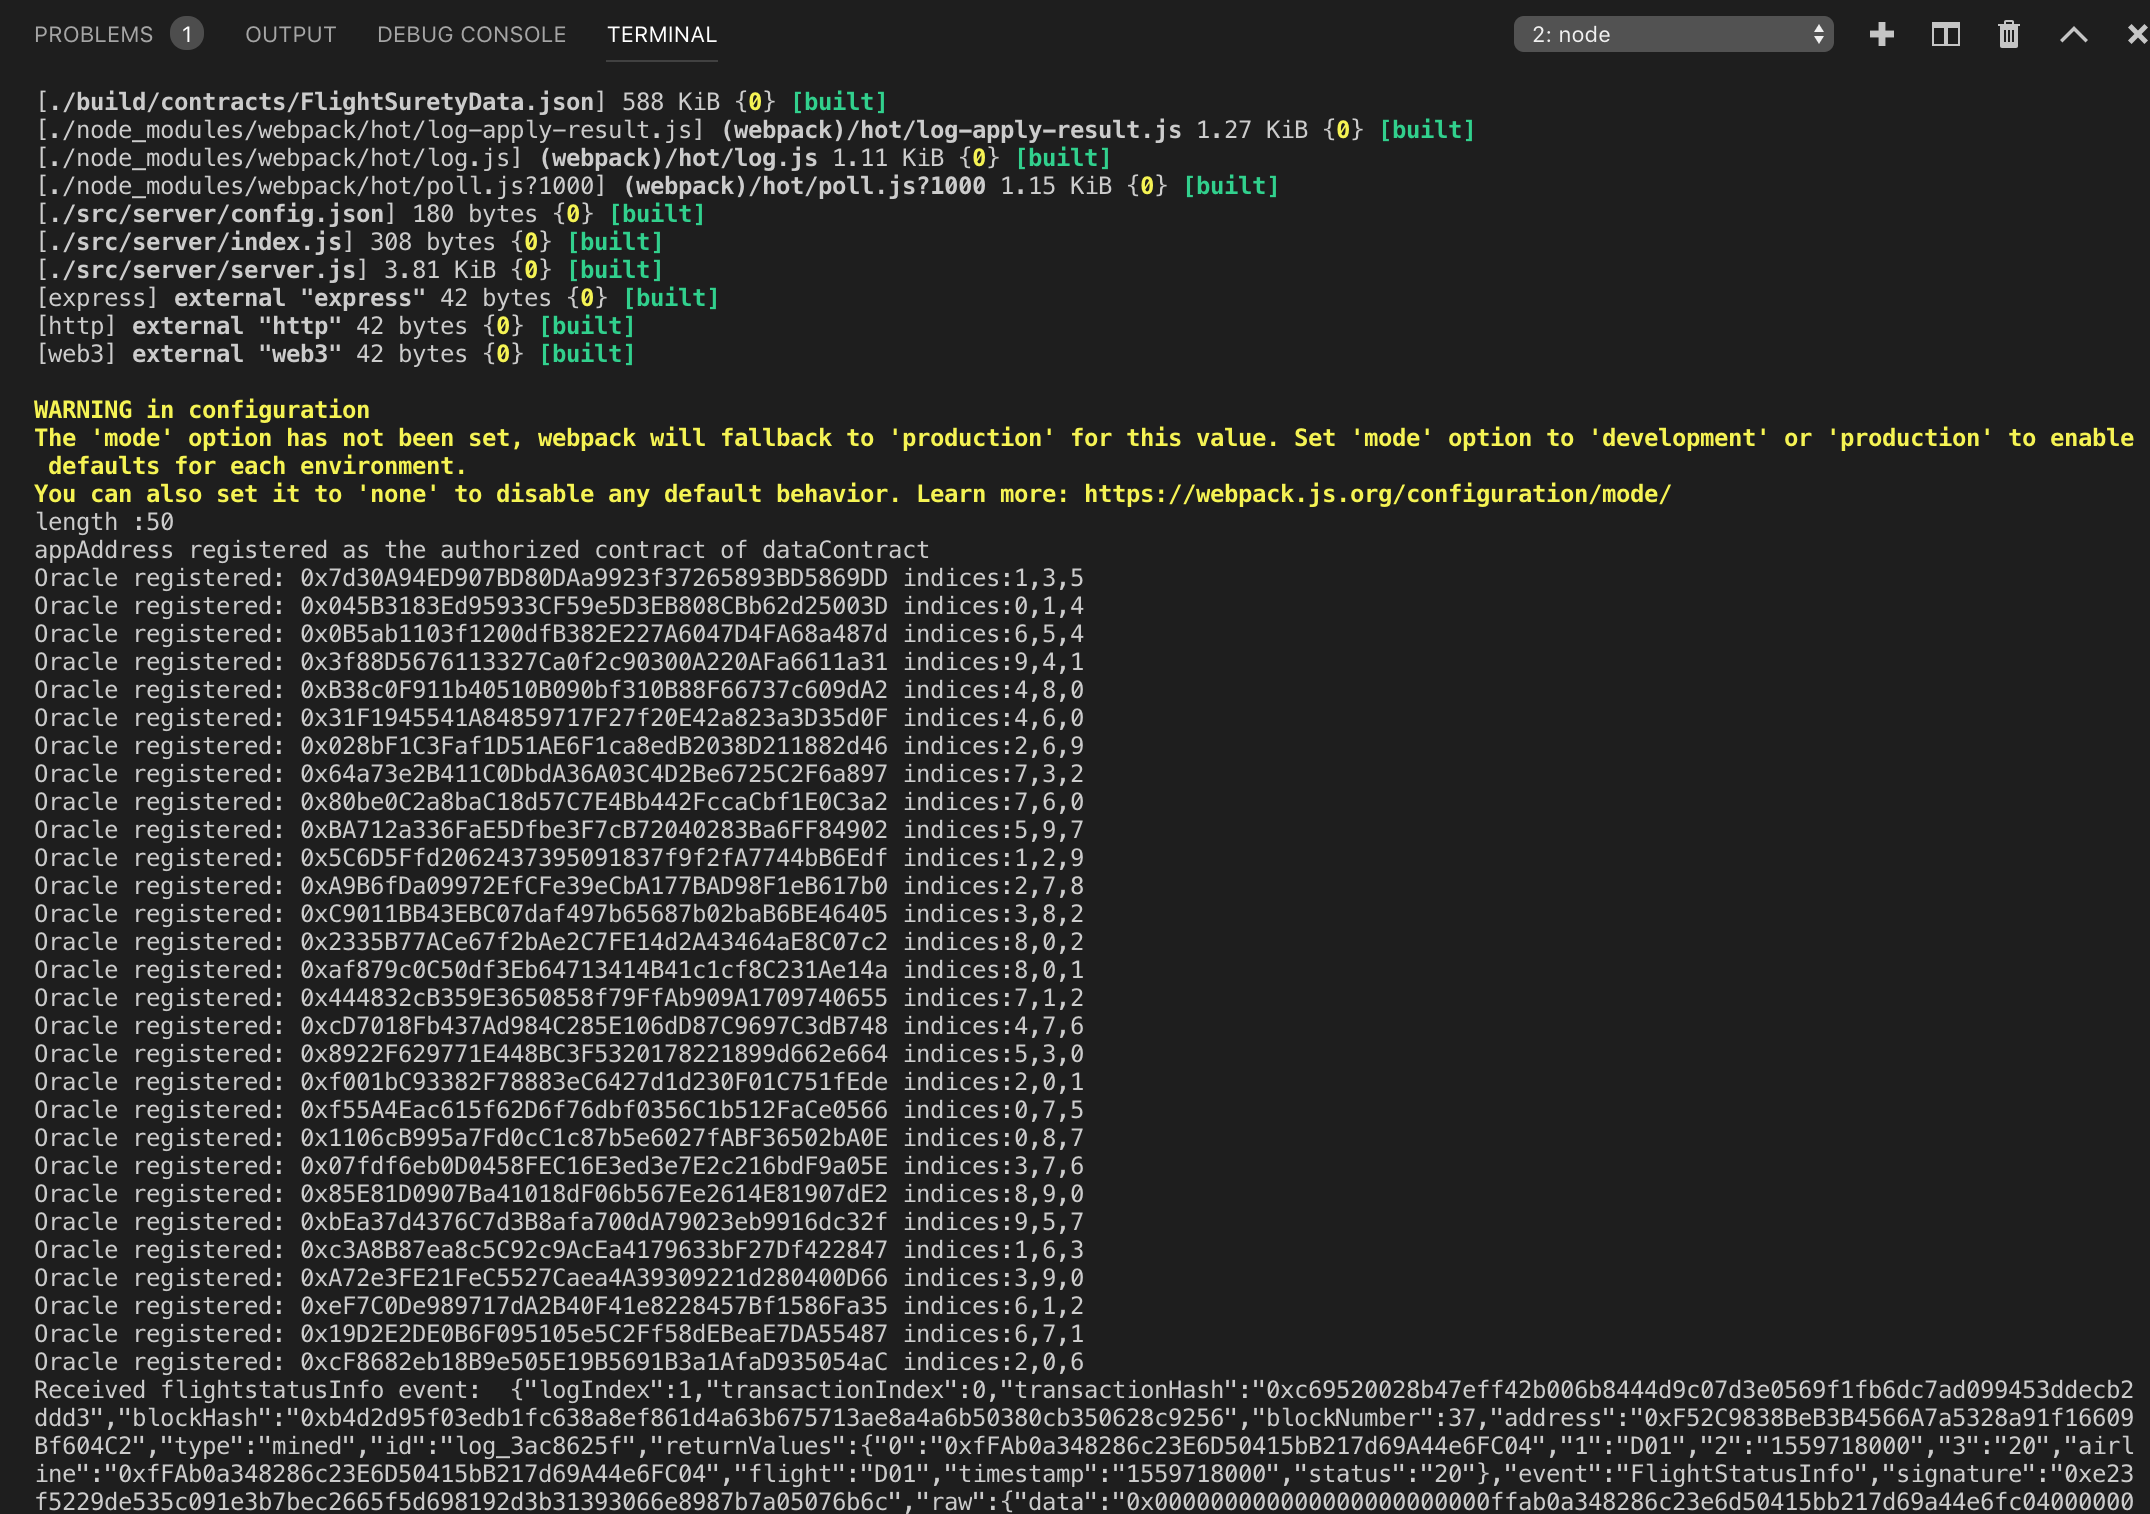 PROBLEMS 1 OUTPUT DEBUG CONSOLE TERMINAL 2: node
[./build/contracts/FlightSuretyData.json] 588 KiB {0} [built]
[./node_modules/webpack/hot/log-apply-result.js] (webpack)/hot/log-apply-result.js 1.27 KiB {0} [built]
[./node_modules/webpack/hot/log.js] (webpack)/hot/log.js 1.11 KiB {0} [built]
[./node_modules/webpack/hot/poll.js?1000] (webpack)/hot/poll.js?1000 1.15 KiB {0} [built]
[./src/server/config.json] 180 bytes {0} [built]
[./src/server/index.js] 308 bytes {0} [built]
[./src/server/server.js] 3.81 KiB {0} [built]
[express] external "express" 42 bytes {0} [built]
[http] external "http" 42 bytes {0} [built]
[web3] external "web3" 42 bytes {0} [built]
WARNING in configuration
The 'mode' option has not been set, webpack will fallback to 'production' for this value. Set 'mode' option to 'development' or 'production' to enable
defaults for each environment.
You can also set it to 'none' to disable any default behavior. Learn more: https://webpack.js.org/configuration/mode/
length :50
appAddress registered as the authorized contract of dataContract
Oracle registered: 0x7d30A94ED907BD80DAa9923f37265893BD5869DD indices:1,3,5
Oracle registered: 0x045B3183Ed95933CF59e5D3EB808CBb62d25003D indices:0,1,4
Oracle registered: 0x0B5ab1103f1200dfB382E227A6047D4FA68a487d indices:6,5,4
Oracle registered: 0x3f88D5676113327Ca0f2c90300A220AFa6611a31 indices:9,4,1
Oracle registered: 0xB38c0F911b40510B090bf310B88F66737c609dA2 indices:4,8,0
Oracle registered: 0x31F1945541A84859717F27f20E42a823a3D35d0F indices:4,6,0
Oracle registered: 0x028bF1C3Faf1D51AE6F1ca8edB2038D211882d46 indices:2,6,9
Oracle registered: 0x64a73e2B411C0DbdA36A03C4D2Be6725C2F6a897 indices:7,3,2
Oracle registered: 0x80be0C2a8baC18d57C7E4Bb442FccaCbf1E0C3a2 indices:7,6,0
Oracle registered: 0xBA712a336FaE5Dfbe3F7cB72040283Ba6FF84902 indices:5,9,7
Oracle registered: 0x5C6D5Ffd2062437395091837f9f2fA7744bB6Edf indices:1,2,9
Oracle registered: 0xA9B6fDa09972EfCFe39eCbA177BAD98F1eB617b0 indices:2,7,8
Oracle registered: 0xC9011BB43EBC07daf497b65687b02baB6BE46405 indices:3,8,2
Oracle registered: 0x2335B77ACe67f2bAe2C7FE14d2A43464aE8C07c2 indices:8,0,2
Oracle registered: 0xaf879c0C50df3Eb64713414B41c1cf8C231Ae14a indices:8,0,1
Oracle registered: 0x444832cB359E3650858f79FfAb909A1709740655 indices:7,1,2
Oracle registered: 0xcD7018Fb437Ad984C285E106dD87C9697C3dB748 indices:4,7,6
Oracle registered: 0x8922F629771E448BC3F5320178221899d662e664 indices:5,3,0
Oracle registered: 0xf001bC93382F78883eC6427d1d230F01C751fEde indices:2,0,1
Oracle registered: 0xf55A4Eac615f62D6f76dbf0356C1b512FaCe0566 indices:0,7,5
Oracle registered: 0x1106cB995a7Fd0cC1c87b5e6027fABF36502bA0E indices:0,8,7
Oracle registered: 0x07fdf6eb0D0458FEC16E3ed3e7E2c216bdF9a05E indices:3,7,6
Oracle registered: 0x85E81D0907Ba41018dF06b567Ee2614E81907dE2 indices:8,9,0
Oracle registered: 0xbEa37d4376C7d3B8afa700dA79023eb9916dc32f indices:9,5,7
Oracle registered: 0xc3A8B87ea8c5C92c9AcEa4179633bF27Df422847 indices:1,6,3
Oracle registered: 0xA72e3FE21FeC5527Caea4A39309221d280400D66 indices:3,9,0
Oracle registered: 0xeF7C0De989717dA2B40F41e8228457Bf1586Fa35 indices:6,1,2
Oracle registered: 0x19D2E2DE0B6F095105e5C2Ff58dEBeaE7DA55487 indices:6,7,1
Oracle registered: 0xcF8682eb18B9e505E19B5691B3a1AfaD935054aC indices:2,0,6
Received flightstatusInfo event:  {"logIndex":1,"transactionIndex":0,"transactionHash":"0xc69520028b47eff42b006b8444d9c07d3e0569f1fb6dc7ad099453ddecb2
ddd3","blockHash":"0xb4d2d95f03edb1fc638a8ef861d4a63b675713ae8a4a6b50380cb350628c9256","blockNumber":37,"address":"0xF52C9838BeB3B4566A7a5328a91f16609
Bf604C2","type":"mined","id":"log_3ac8625f","returnValues":{"0":"0xfFAb0a348286c23E6D50415bB217d69A44e6FC04","1":"D01","2":"1559718000","3":"20","airl
ine":"0xfFAb0a348286c23E6D50415bB217d69A44e6FC04","flight":"D01","timestamp":"1559718000","status":"20"},"event":"FlightStatusInfo","signature":"0xe23
f5229de535c091e3b7bec2665f5d698192d3b31393066e8987b7a05076b6c","raw":{"data":"0x000000000000000000000000ffab0a348286c23e6d50415bb217d69a44e6fc04000000